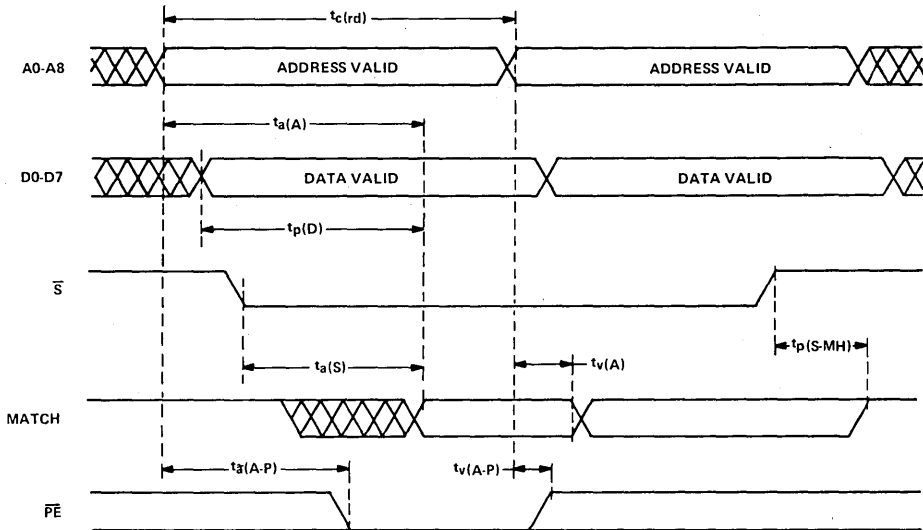 tc(rd)
A0-A8 ADDRESS VALID ADDRESS VALID
ta(A)
D0-D7 DATA VALID DATA VALID
tp(D)
S̅
ta(S) tv(A) tp(S-MH)
MATCH
ta(A-P) tv(A-P)
P̅E̅